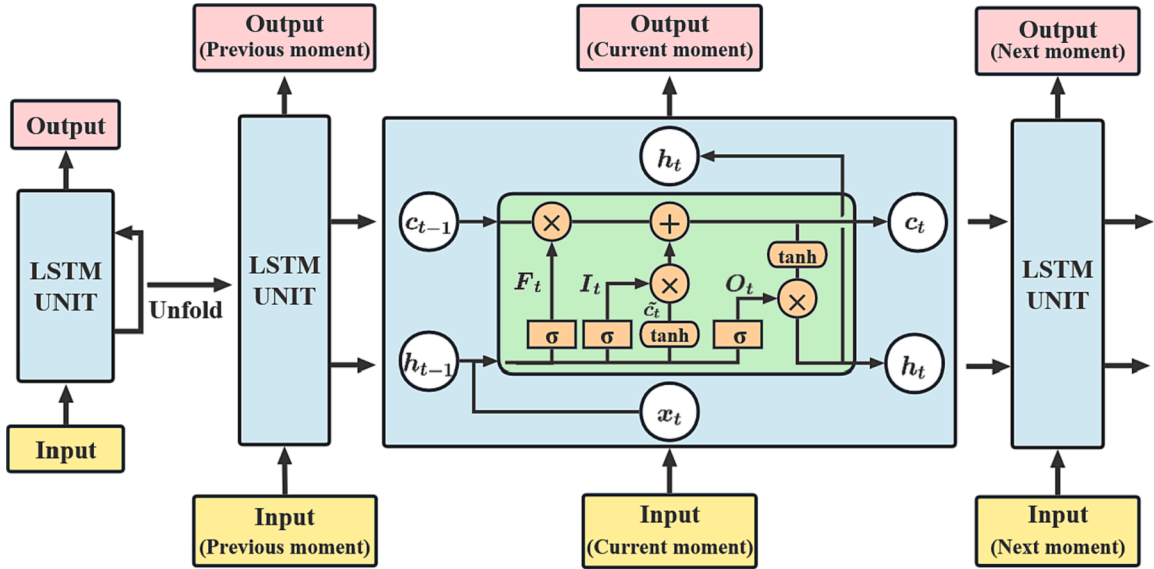 Output
LSTM
UNIT
Input
Unfold
Output
(Previous moment)
LSTM
UNIT
Input
(Previous moment)
Output
(Current moment)
h_t
c_{t-1}
×
+
c_t
F_t
I_t
×
c̃_t
O_t
tanh
×
σ
σ
tanh
σ
h_{t-1}
h_t
x_t
Input
(Current moment)
Output
(Next moment)
LSTM
UNIT
Input
(Next moment)